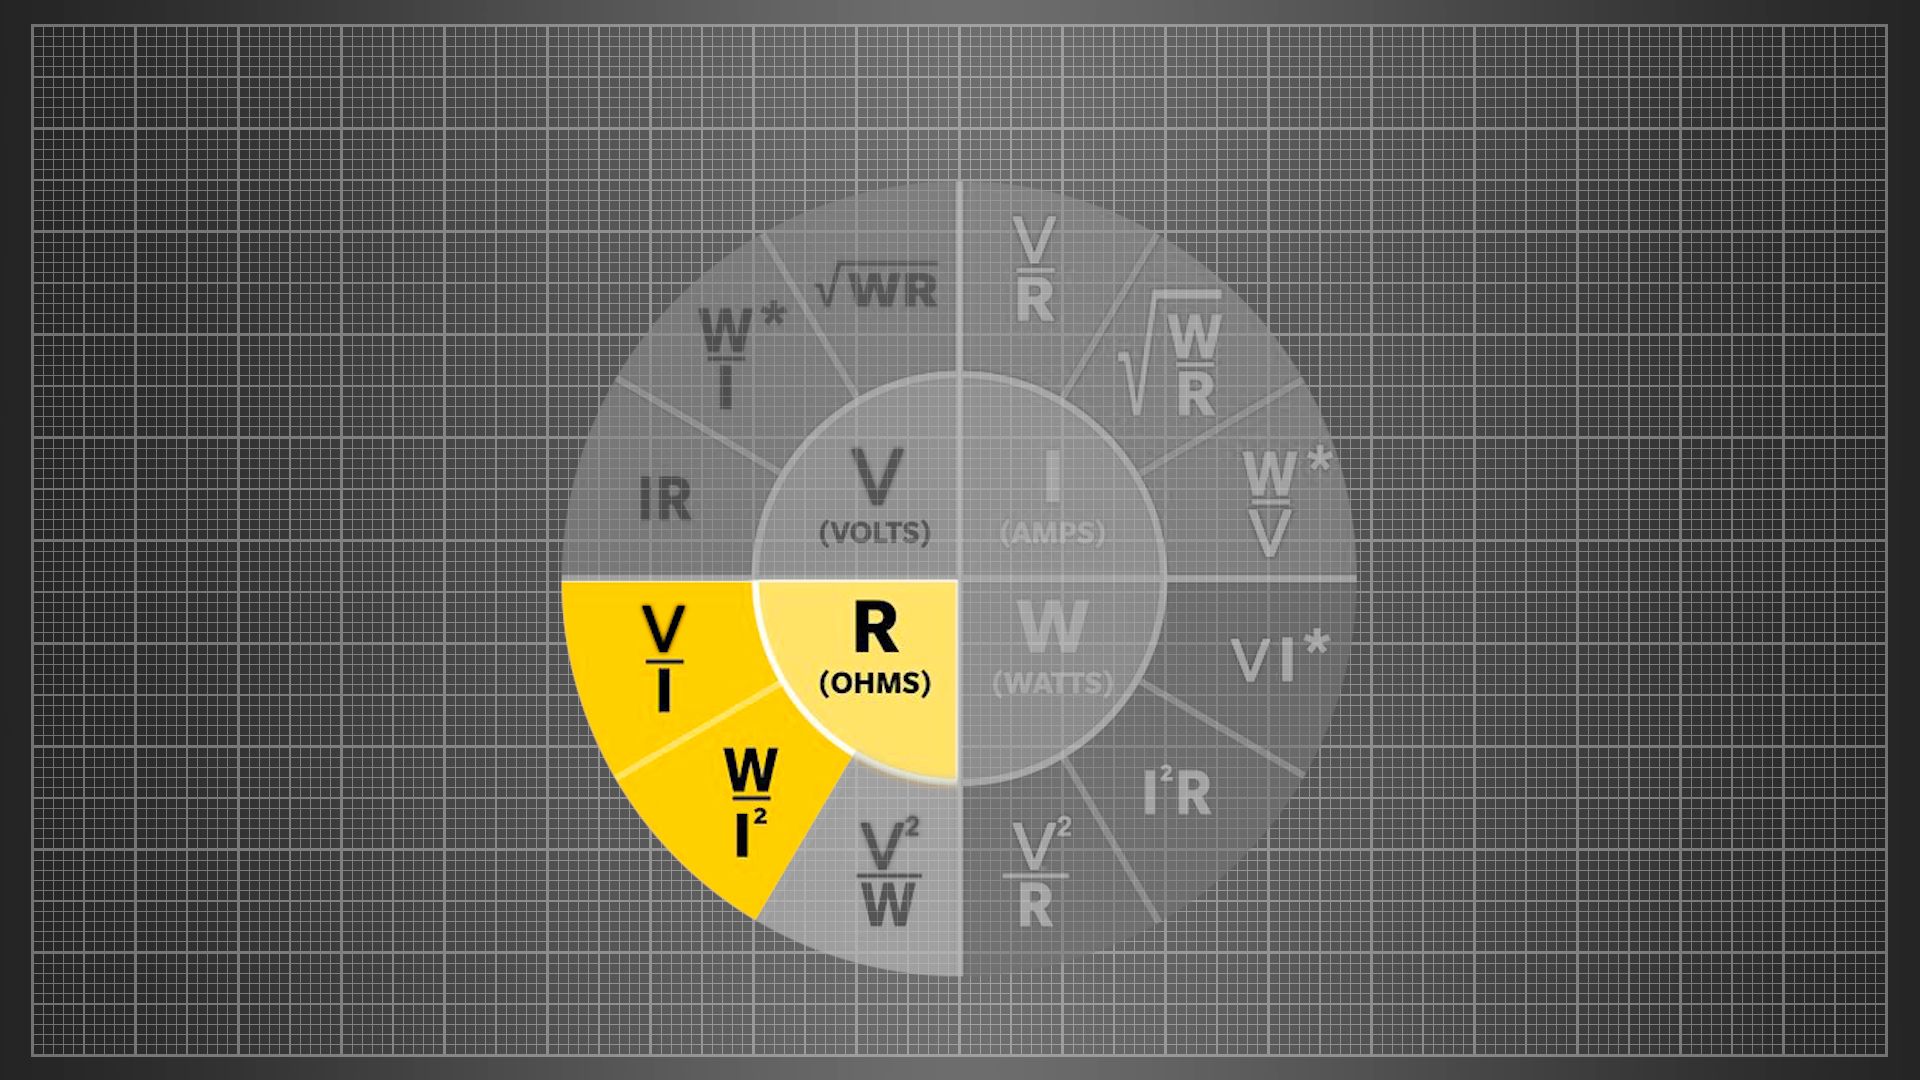 √WR
V
R
W*
I
√W
R
IR
V
(VOLTS)
I
(AMPS)
W*
V
V
I
R
(OHMS)
W
(WATTS)
VI*
W
I²
I²R
V²
W
V²
R